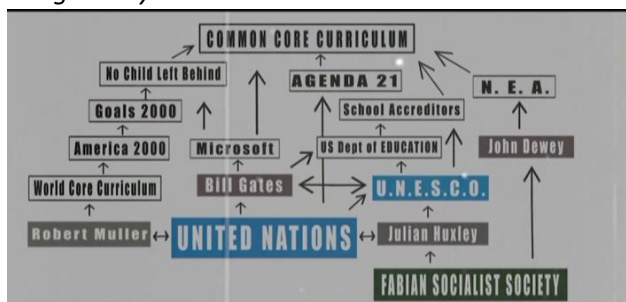 COMMON CORE CURRICULUM
No Child Left Behind
AGENDA 21
N. E. A.
Goals 2000
School Accreditors
America 2000
Microsoft
US Dept of EDUCATION
John Dewey
World Core Curriculum
Bill Gates
U.N.E.S.C.O.
Robert Muller
UNITED NATIONS
Julian Huxley
FABIAN SOCIALIST SOCIETY